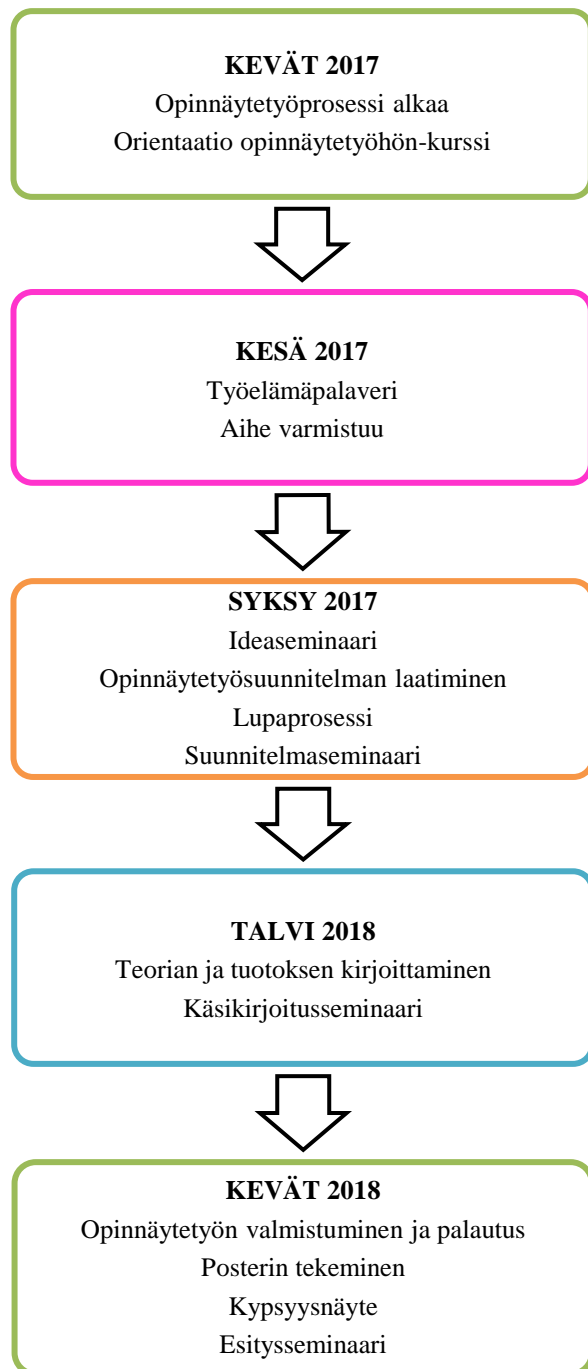 KEVÄT 2017
Opinnäytetyöprosessi alkaa
Orientaatio opinnäytetyöhön-kurssi
KESÄ 2017
Työelämäpalaveri
Aihe varmistuu
SYKSY 2017
Ideaseminaari
Opinnäytetyösuunnitelman laatiminen
Lupaprosessi
Suunnitelmaseminaari
TALVI 2018
Teorian ja tuotoksen kirjoittaminen
Käsikirjoitusseminaari
KEVÄT 2018
Opinnäytetyön valmistuminen ja palautus
Posterin tekeminen
Kypsyysnäyte
Esitysseminaari